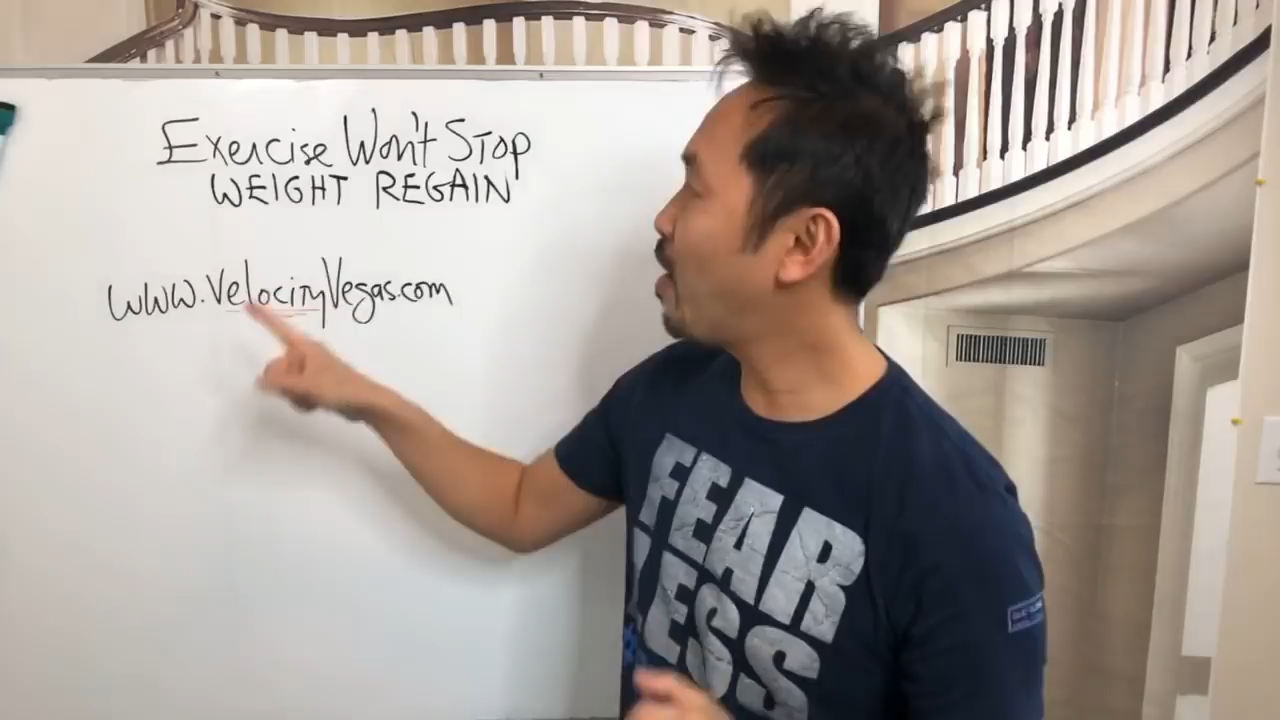 Exercise Won't Stop
WEIGHT REGAIN
www.VelocityVegas.com
FEAR
LESS